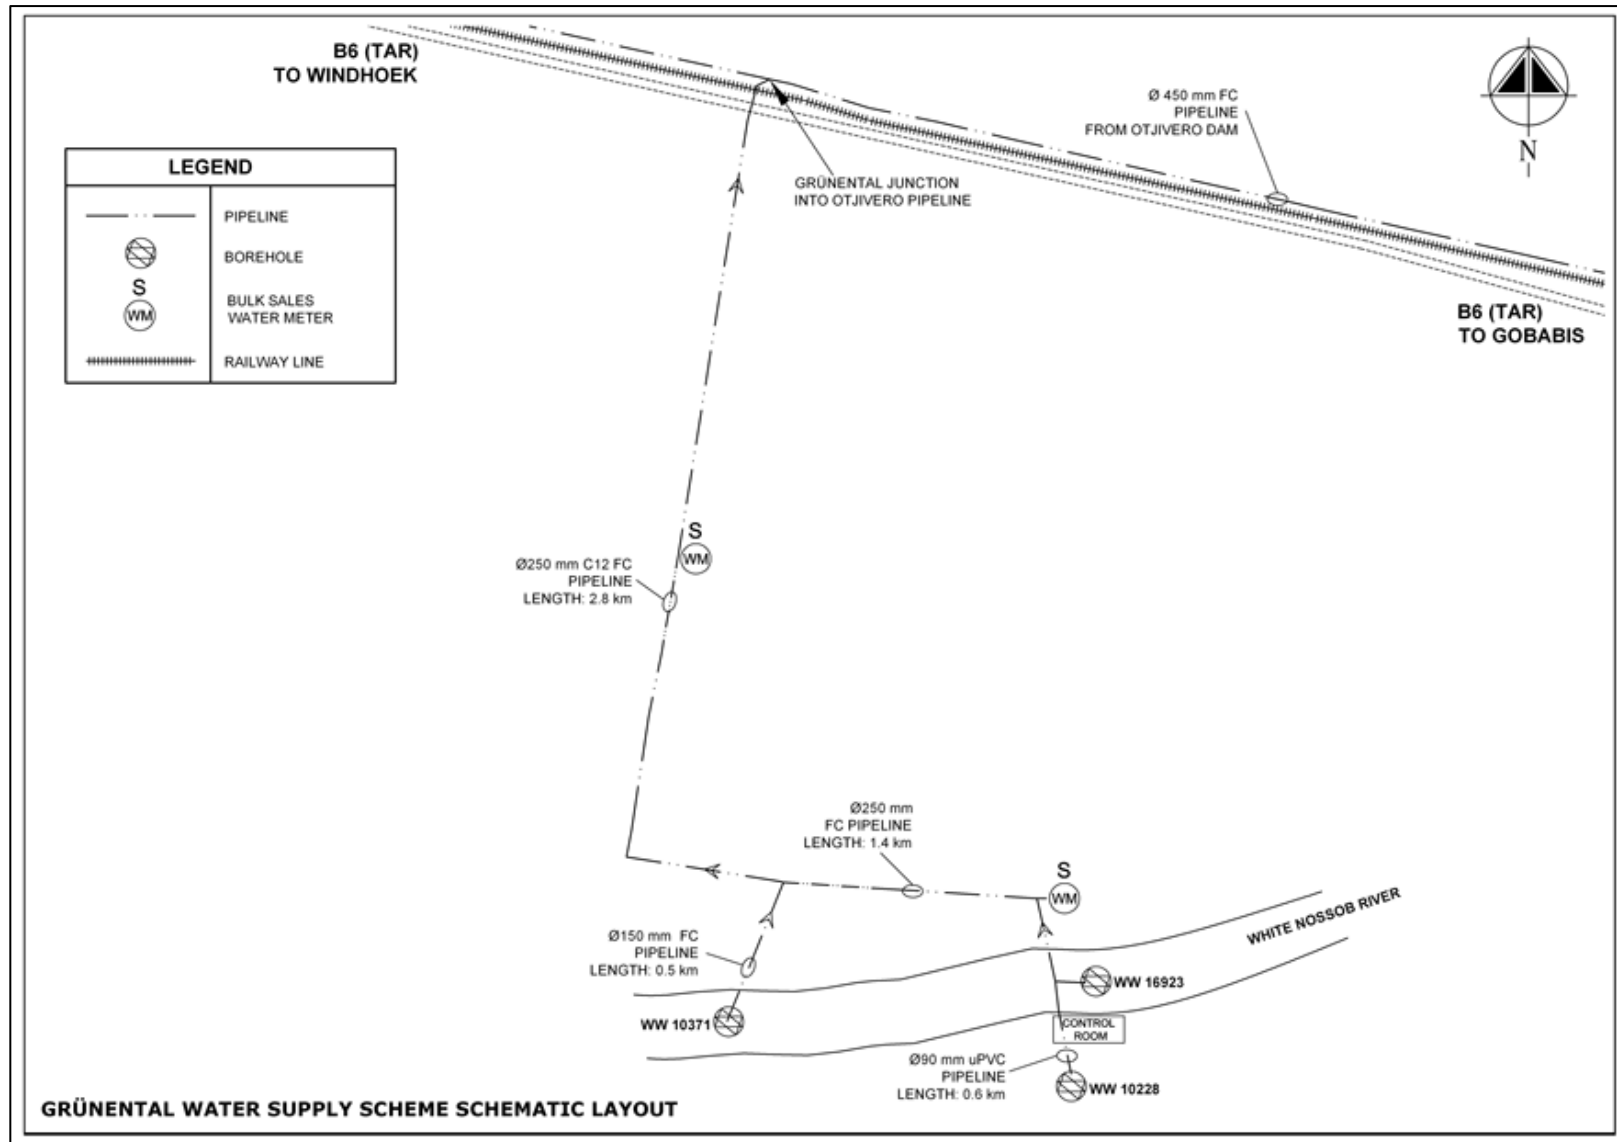 B6 (TAR)
TO WINDHOEK
Ø 450 mm FC
PIPELINE
FROM OTJIVERO DAM
N
LEGEND
PIPELINE
BOREHOLE
S
WM
BULK SALES
WATER METER
RAILWAY LINE
GRÜNENTAL JUNCTION
INTO OTJIVERO PIPELINE
B6 (TAR)
TO GOBABIS
S
WM
Ø250 mm C12 FC
PIPELINE
LENGTH: 2.8 km
Ø250 mm
FC PIPELINE
LENGTH: 1.4 km
S
WM
WHITE NOSSOB RIVER
Ø150 mm FC
PIPELINE
LENGTH: 0.5 km
WW 16923
WW 10371
CONTROL
ROOM
Ø90 mm uPVC
PIPELINE
LENGTH: 0.6 km
WW 10228
GRÜNENTAL WATER SUPPLY SCHEME SCHEMATIC LAYOUT